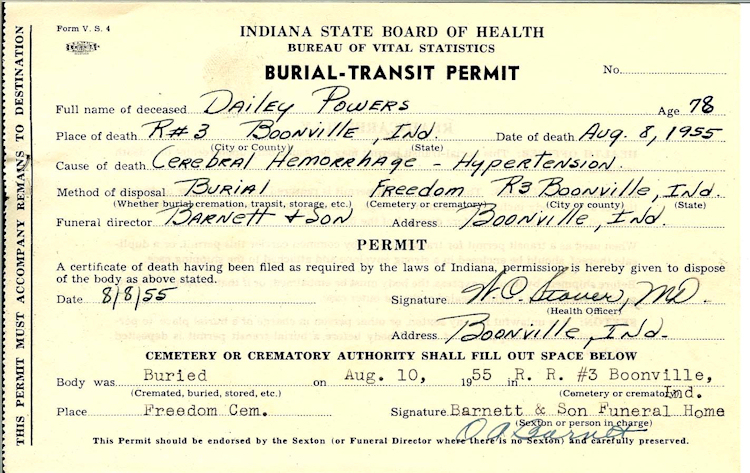 Form V. S. 4
INDIANA STATE BOARD OF HEALTH
BUREAU OF VITAL STATISTICS
BURIAL-TRANSIT PERMIT
No.
Full name of deceased Dailey Powers Age 78
Place of death R#3 Boonville, Ind. Date of death Aug. 8, 1955
(City or County) (State)
Cause of death Cerebral Hemorrhage - Hypertension.
Method of disposal Burial Freedom R3 Boonville, Ind.
(Whether burial, cremation, transit, storage, etc.) (Cemetery or crematory) (City or county) (State)
Funeral director Barnett & Son Address Boonville, Ind.
PERMIT
A certificate of death having been filed as required by the laws of Indiana, permission is hereby given to dispose
of the body as above stated.
Date 8/8/55 Signature W.O. MD.
(Health Officer)
Address Boonville, Ind.
CEMETERY OR CREMATORY AUTHORITY SHALL FILL OUT SPACE BELOW
Body was Buried on Aug. 10, 1955 in R. R. #3 Boonville,
(Cremated, buried, stored, etc.) (Cemetery or crematory) Ind.
Place Freedom Cem. Signature Barnett & Son Funeral Home
(Sexton or person in charge)
O A Barnett
This Permit should be endorsed by the Sexton (or Funeral Director where there is no Sexton) and carefully preserved.
THIS PERMIT MUST ACCOMPANY REMAINS TO DESTINATION